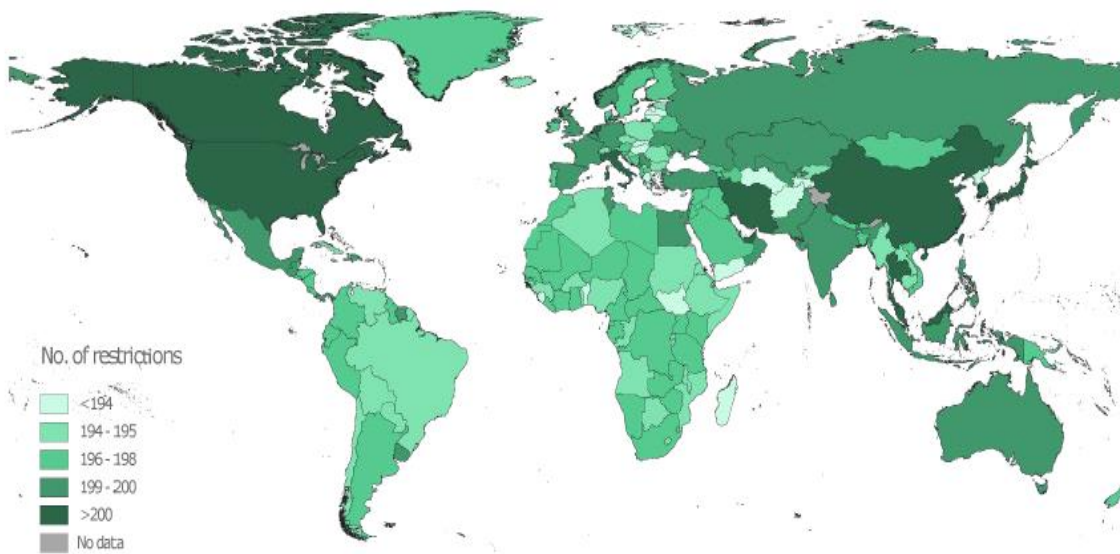 No. of restrictions
<194
194 - 195
196 - 198
199 - 200
>200
No data